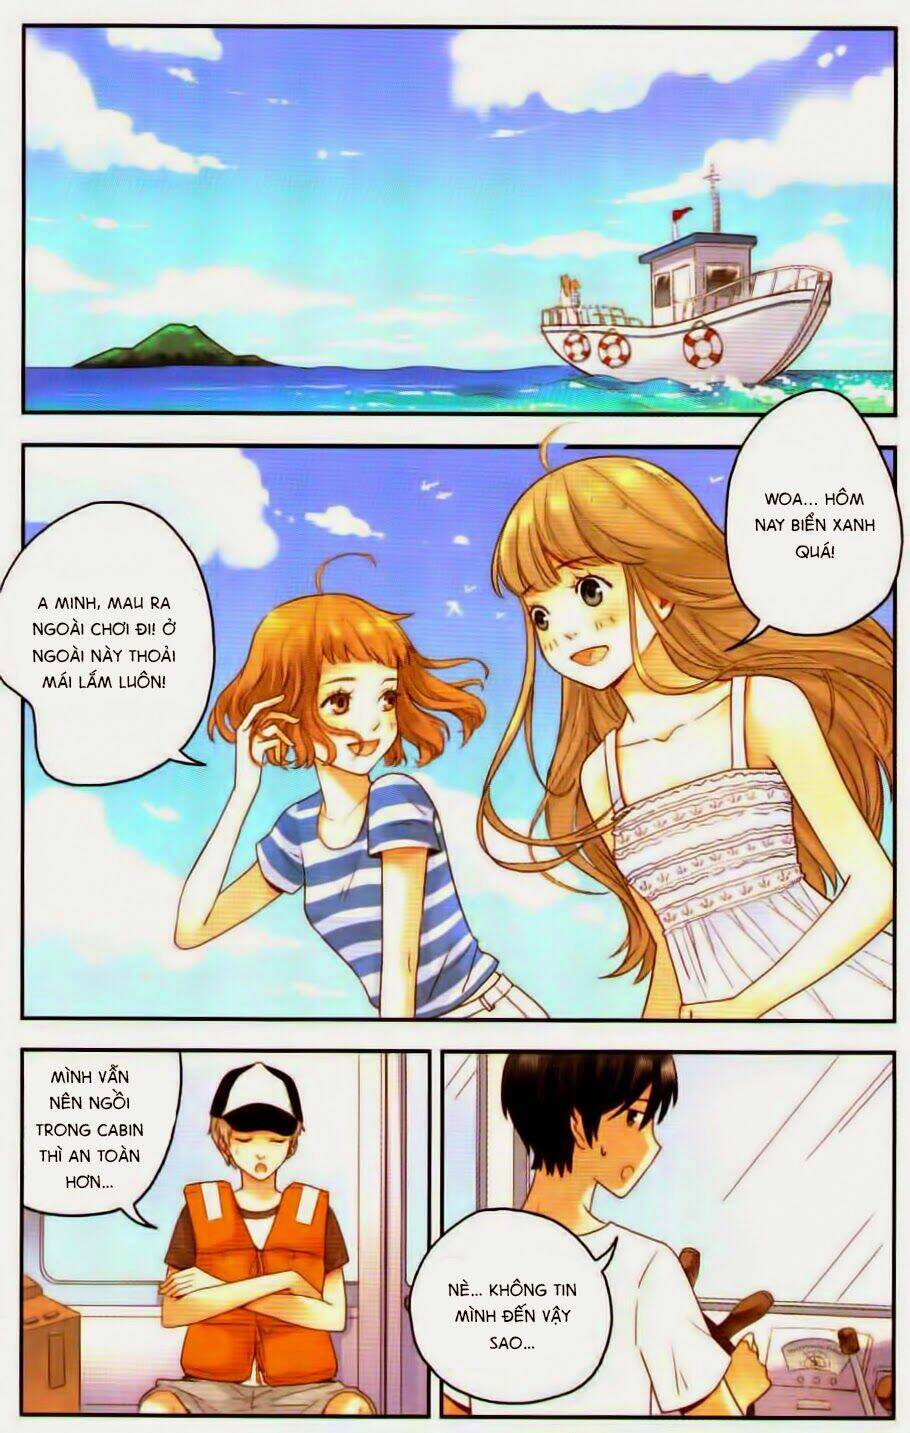 WOA... HÔM
NAY BIỂN XANH
QUÁ!
A MINH, MAU RA
NGOÀI CHƠI ĐI! Ở
NGOÀI NÀY THOẢI
MÁI LẮM LUÔN!
MÌNH VẪN
NÊN NGỒI
TRONG CABIN
THÌ AN TOÀN
HƠN...
NÈ... KHÔNG TIN
MÌNH ĐẾN VẬY
SAO...